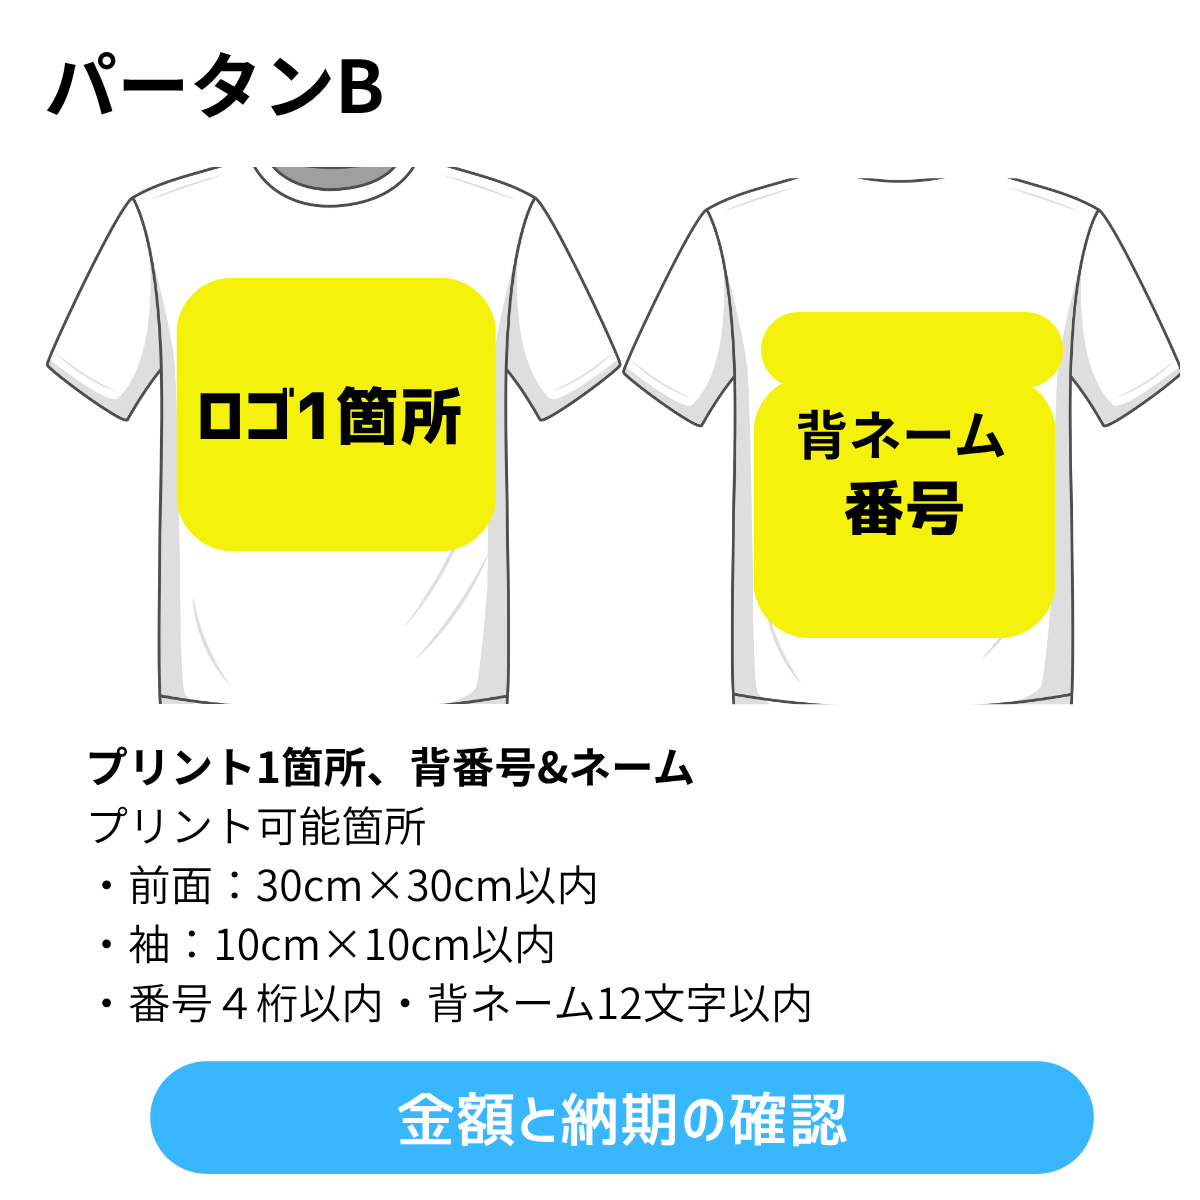 パータンB
ロゴ1箇所
背ネーム
番号
プリント1箇所、背番号&ネーム
プリント可能箇所
・前面：30cm×30cm以内
・袖：10cm×10cm以内
・番号４桁以内・背ネーム12文字以内
金額と納期の確認